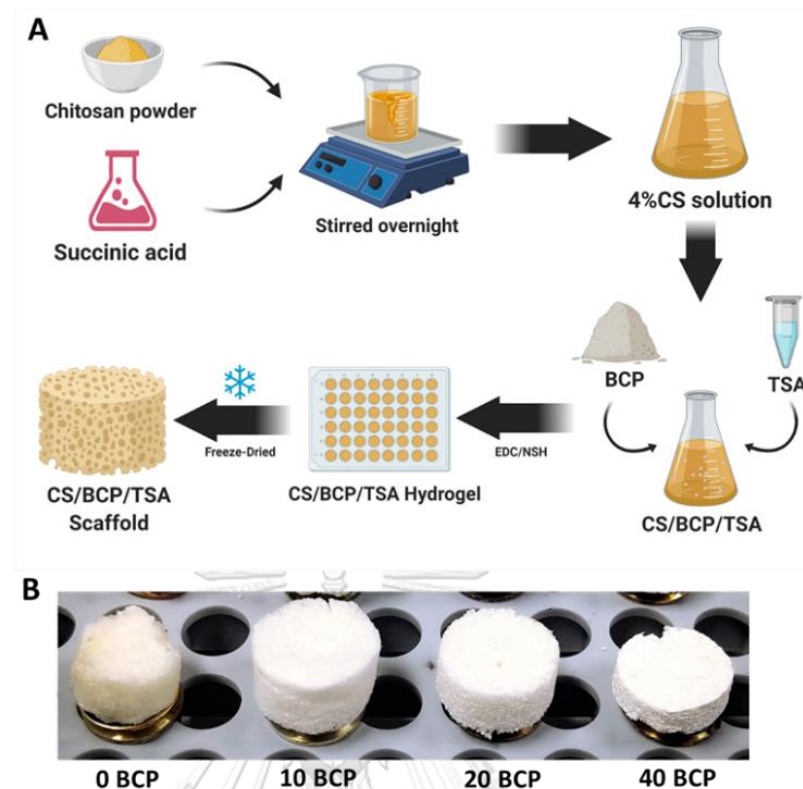 A
Chitosan powder
Succinic acid
Stirred overnight
4%CS solution
BCP
TSA
CS/BCP/TSA
EDC/NSH
CS/BCP/TSA Hydrogel
Freeze-Dried
CS/BCP/TSA
Scaffold
B
0 BCP
10 BCP
20 BCP
40 BCP